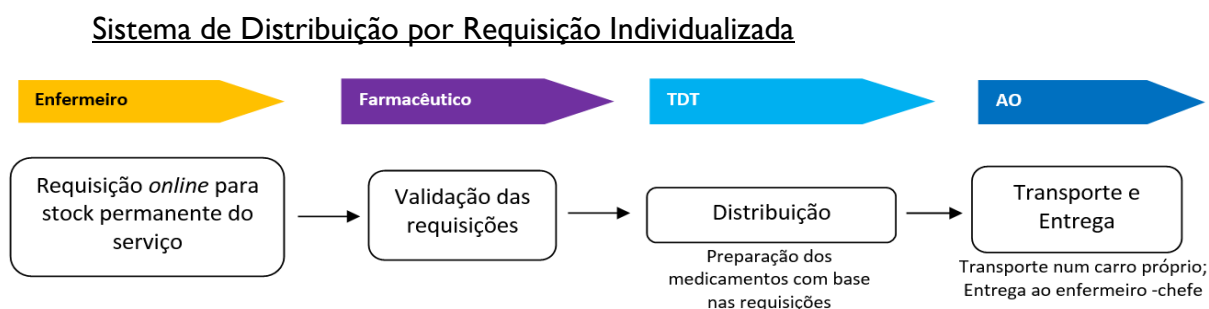 Sistema de Distribuição por Requisição Individualizada
Enfermeiro
Farmacêutico
TDT
AO
Requisição online para
stock permanente do
serviço
Validação das
requisições
Distribuição
Preparação dos
medicamentos com base
nas requisições
Transporte e
Entrega
Transporte num carro próprio;
Entrega ao enfermeiro -chefe